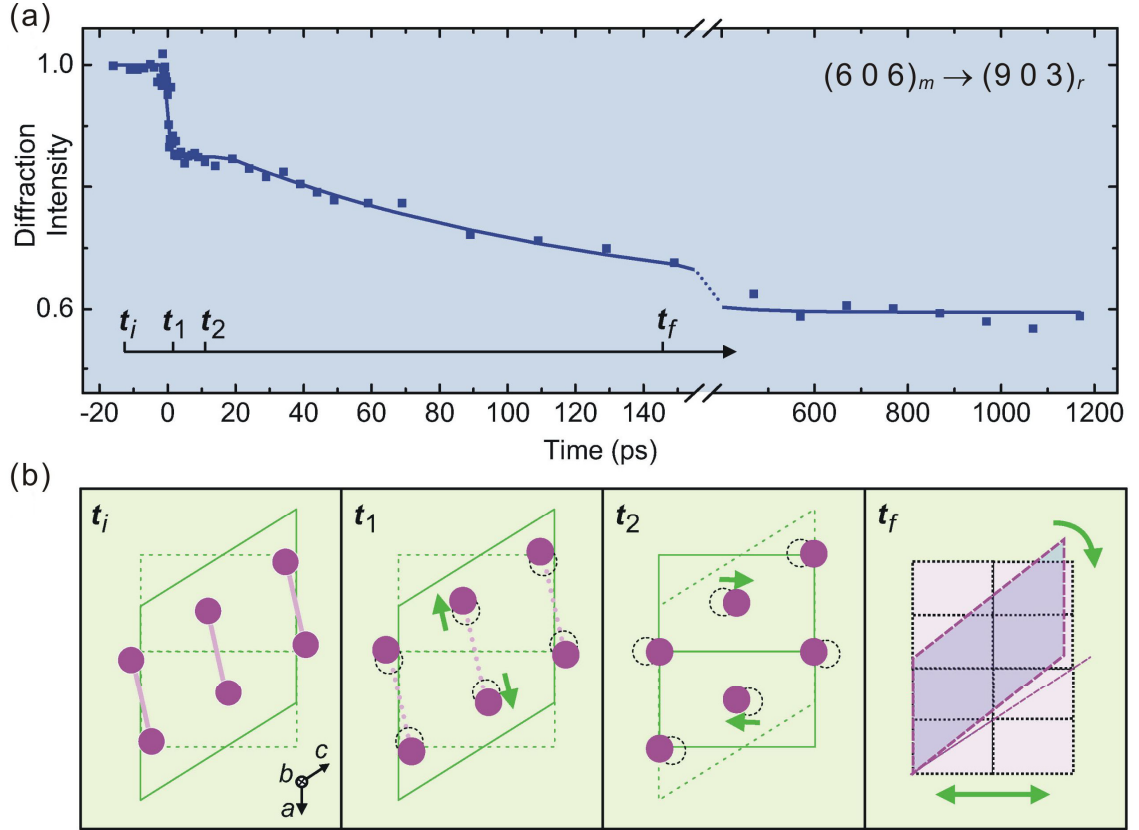 (a)
1.0
(6 0 6)m → (9 0 3)r
Diffraction
Intensity
0.6
ti t1 t2 tf
-20 0 20 40 60 80 100 120 140 600 800 1000 1200
Time (ps)
(b)
ti t1 t2 tf
c
b
a